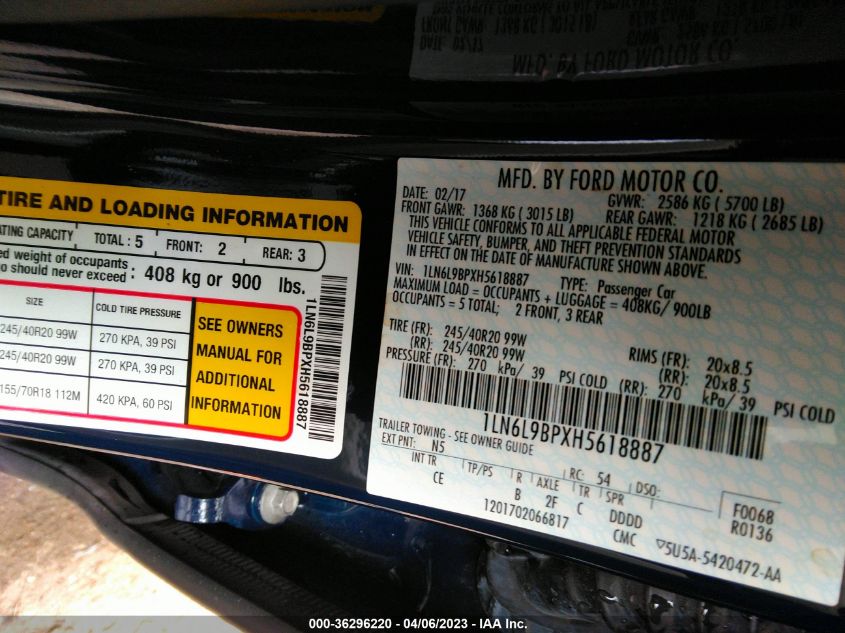 MFD. BY FORD MOTOR CO.
DATE: 02/17
GVWR: 2586 KG ( 5700 LB)
FRONT GAWR: 1368 KG ( 3015 LB)
REAR GAWR: 1218 KG ( 2685 LB)
THIS VEHICLE CONFORMS TO ALL APPLICABLE FEDERAL MOTOR
VEHICLE SAFETY, BUMPER, AND THEFT PREVENTION STANDARDS
IN EFFECT ON THE DATE OF MANUFACTURE SHOWN ABOVE.
VIN: 1LN6L9BPXH5618887 TYPE: Passenger Car
MAXIMUM LOAD = OCCUPANTS + LUGGAGE = 408KG/ 900LB
OCCUPANTS = 5 TOTAL; 2 FRONT, 3 REAR
TIRE (FR): 245/40R20 99W RIMS (FR): 20x8.5
(RR): 245/40R20 99W (RR): 20x8.5
PRESSURE (FR): 270 kPa/ 39 PSI COLD (RR): 270 kPa/ 39 PSI COLD
1LN6L9BPXH5618887
TRAILER TOWING - SEE OWNER GUIDE
EXT PNT: N5 RC: 54 DSO:
INT TR TP/PS R AXLE TR SPR
CE B 2F C DDDD
1201702066817 CMC
F0068
R0136
5U5A-5420472-AA
TIRE AND LOADING INFORMATION
ATING CAPACITY TOTAL : 5 FRONT: 2 REAR: 3
ed weight of occupants
o should never exceed : 408 kg or 900 lbs.
SIZE COLD TIRE PRESSURE
245/40R20 99W 270 KPA, 39 PSI
245/40R20 99W 270 KPA, 39 PSI
155/70R18 112M 420 KPA, 60 PSI
SEE OWNERS
MANUAL FOR
ADDITIONAL
INFORMATION
1LN6L9BPXH5618887
000-36296220 - 04/06/2023 - IAA Inc.